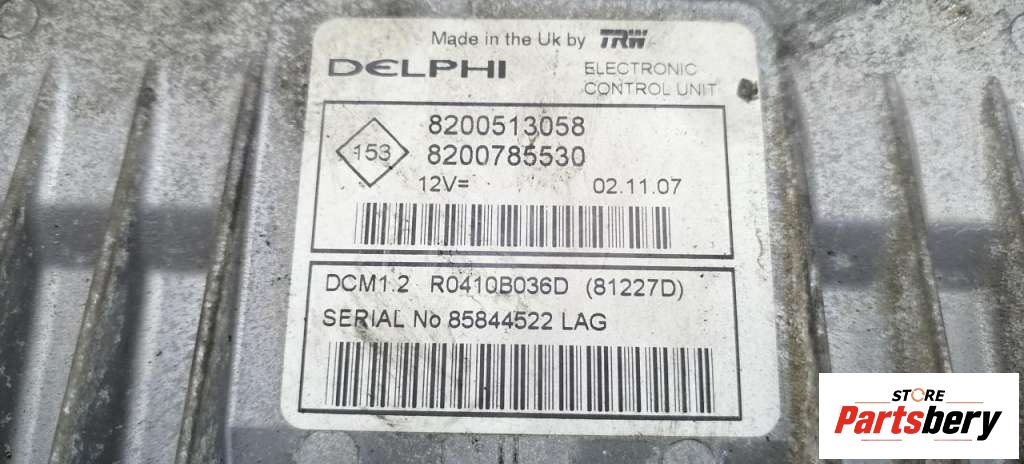 Made in the Uk by TRW
DELPHI
ELECTRONIC
CONTROL UNIT
153
8200513058
8200785530
12V=
02.11.07
DCM1.2 R0410B036D (81227D)
SERIAL No 85844522 LAG
STORE
Partsbery